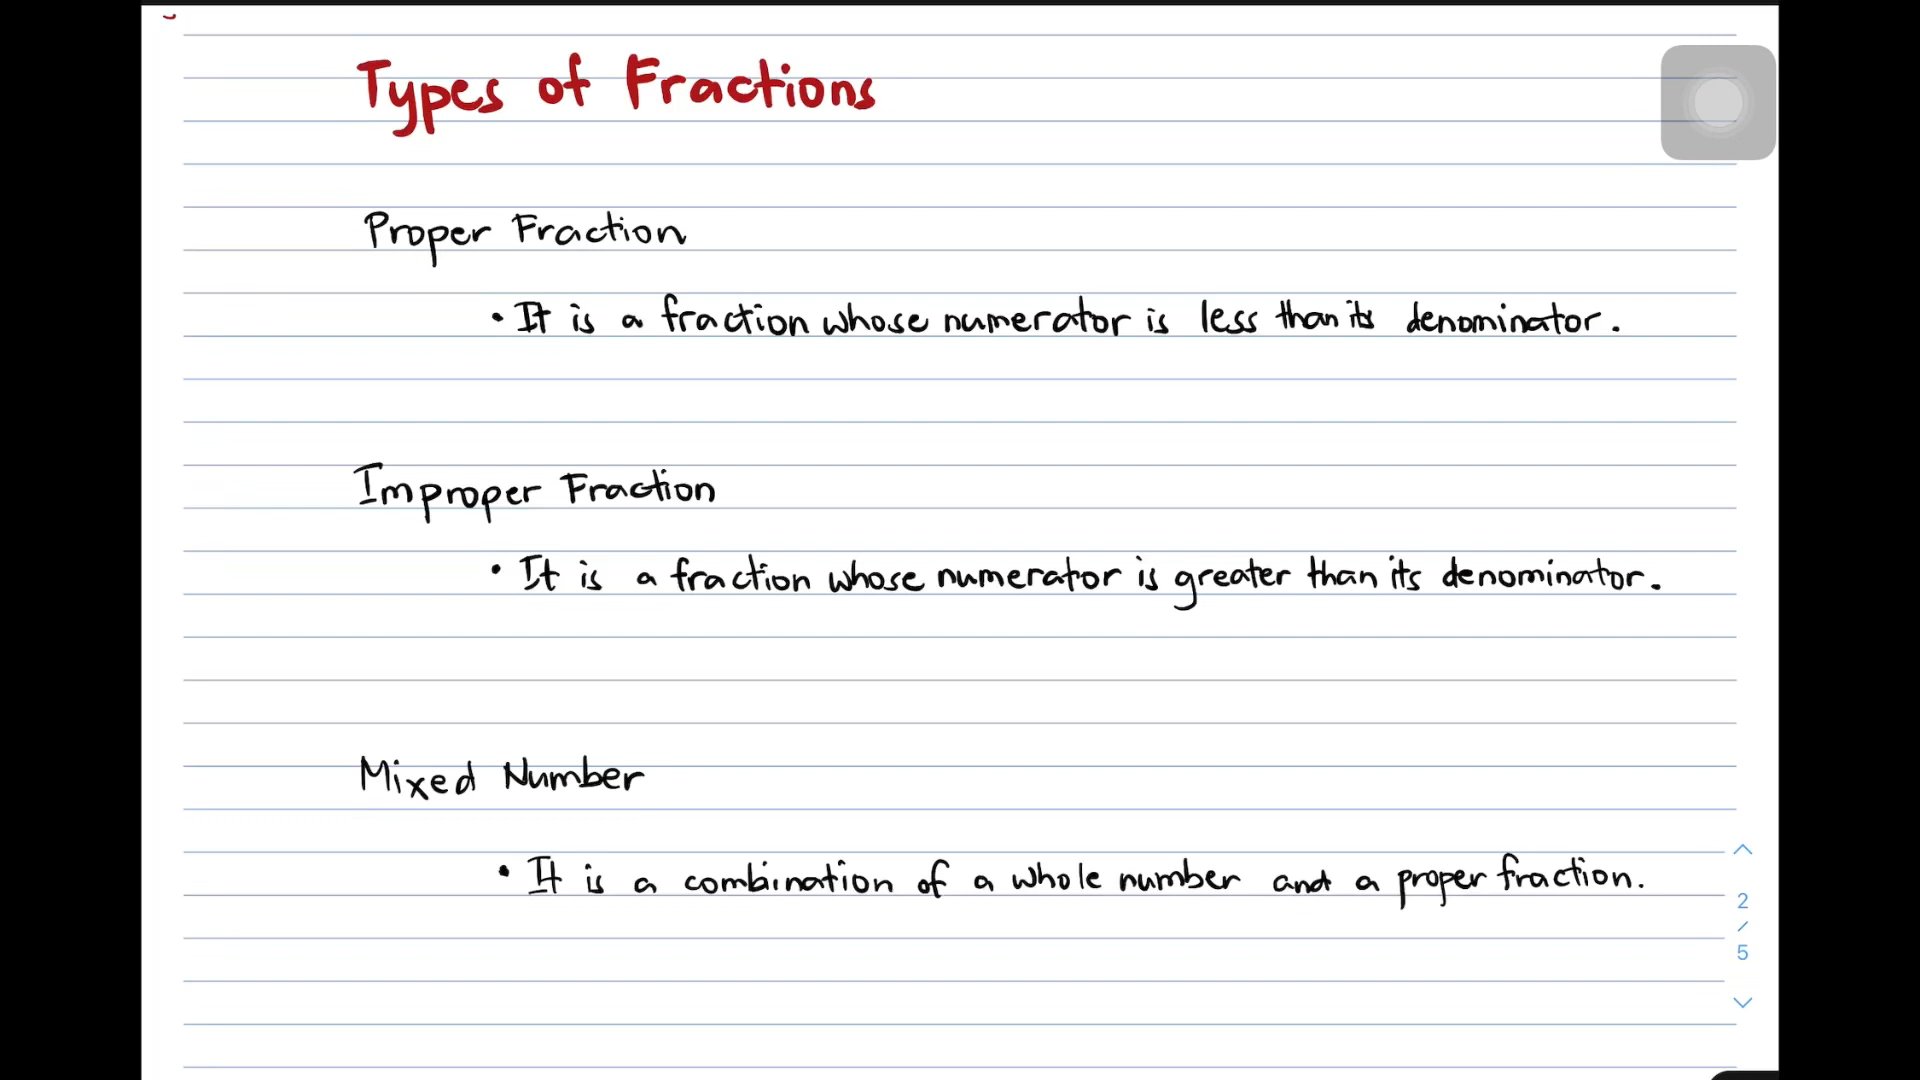 Types of Fractions
Proper Fraction
• It is a fraction whose numerator is less than its denominator.
Improper Fraction
• It is a fraction whose numerator is greater than its denominator.
Mixed Number
• It is a combination of a whole number and a proper fraction.
2
/
5